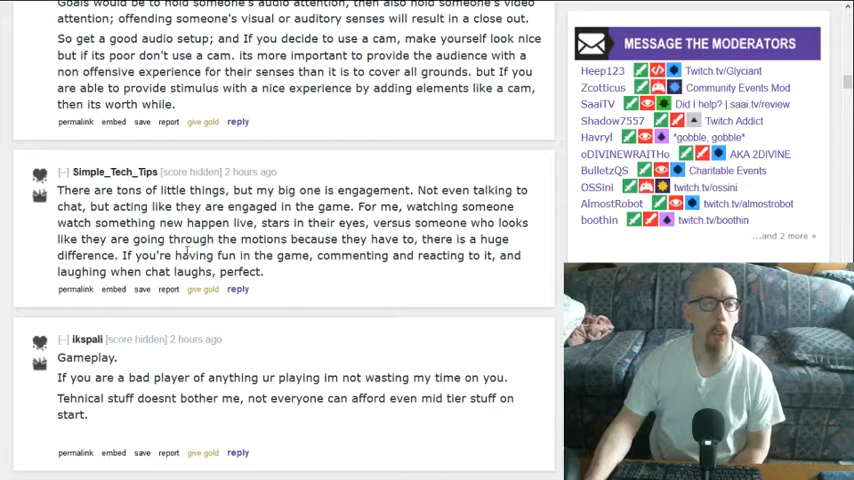 Goals would be to hold someone's audio attention, then also hold someone's video
attention; offending someone's visual or auditory senses will result in a close out.
So get a good audio setup; and If you decide to use a cam, make yourself look nice
but if its poor don't use a cam. its more important to provide the audience with a
non offensive experience for their senses than it is to cover all grounds. but If you
are able to provide stimulus with a nice experience by adding elements like a cam,
then its worth while.
permalink embed save report give gold reply
[–] Simple_Tech_Tips [score hidden] 2 hours ago
There are tons of little things, but my big one is engagement. Not even talking to
chat, but acting like they are engaged in the game. For me, watching someone
watch something new happen live, stars in their eyes, versus someone who looks
like they are going through the motions because they have to, there is a huge
difference. If you're having fun in the game, commenting and reacting to it, and
laughing when chat laughs, perfect.
permalink embed save report give gold reply
[–] ikspali [score hidden] 2 hours ago
Gameplay.
If you are a bad player of anything ur playing im not wasting my time on you.
Tehnical stuff doesnt bother me, not everyone can afford even mid tier stuff on
start.
permalink embed save report give gold reply
MESSAGE THE MODERATORS
Heep123 Twitch.tv/Glyciant
Zcotticus Community Events Mod
SaaiTV Did I help? | saai.tv/review
Shadow7557 Twitch Addict
Havryl *gobble, gobble*
oDIVINEWRAITHo AKA 2DIVINE
BulletzQS Charitable Events
OSSini twitch.tv/ossini
AlmostRobot twitch.tv/almostrobot
boothin twitch.tv/boothin
...and 2 more »